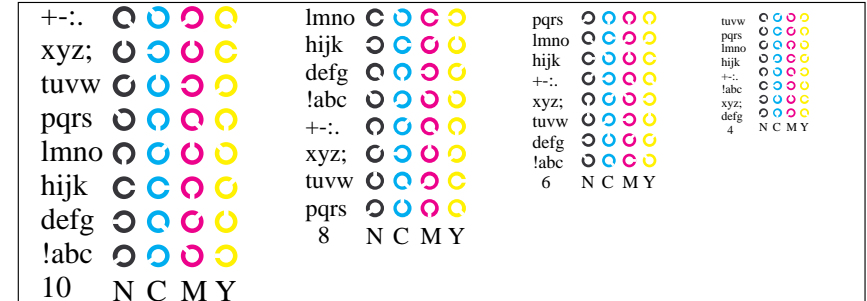 +-:.
xyz;
tuvw
pqrs
lmno
hijk
defg
!abc
10 N C M Y
lmno
hijk
defg
!abc
+-:.
xyz;
tuvw
pqrs
8 N C M Y
pqrs
lmno
hijk
+-:.
xyz;
tuvw
defg
!abc
6 N C M Y
tuvw
pqrs
lmno
hijk
+-:.
!abc
xyz;
defg
4 N C M Y